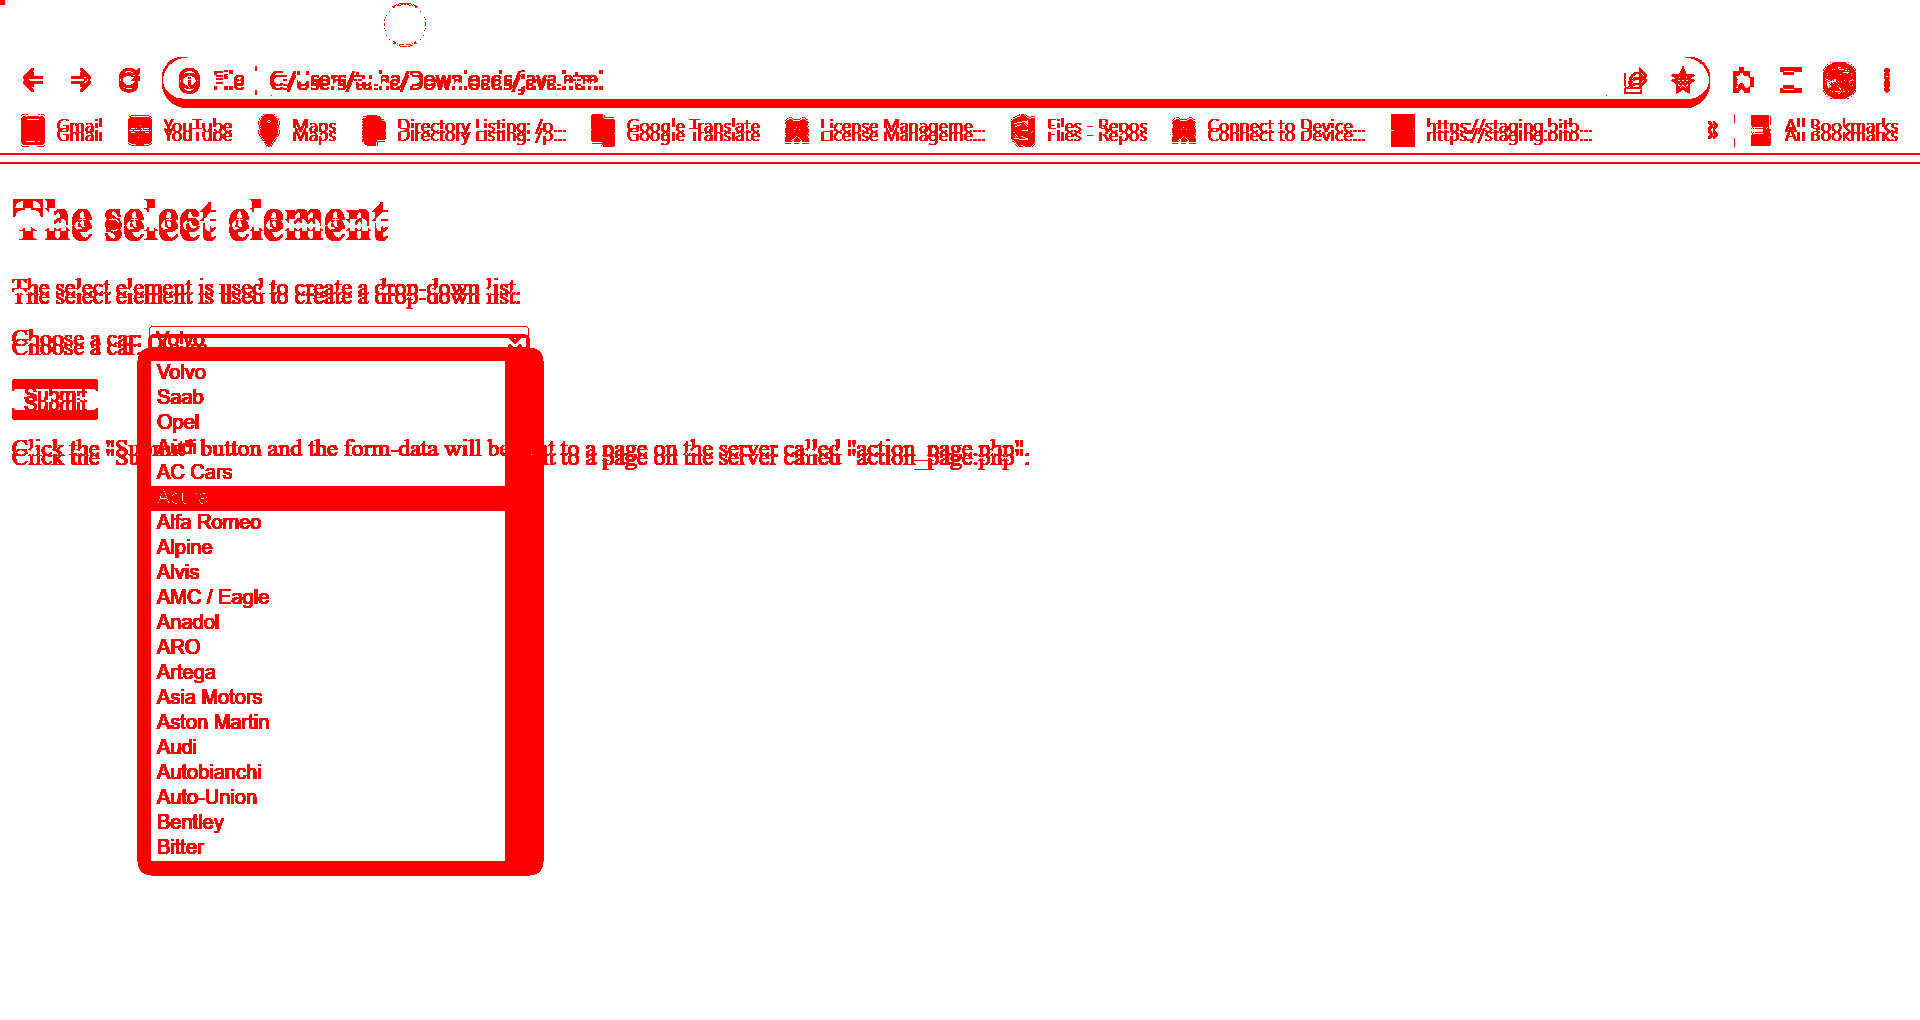 File C:/Users/tuna/Downloads/java.html
Gmail YouTube Maps Directory Listing: /p... Google Translate License Manageme... Files - Repos Connect to Device... https://staging.bitb... » All Bookmarks
The select element
The select element is used to create a drop-down list.
Choose a car: Volvo
Volvo
Saab
Opel
Audi
AC Cars
Acura
Alfa Romeo
Alpine
Alvis
AMC / Eagle
Anadol
ARO
Artega
Asia Motors
Aston Martin
Audi
Autobianchi
Auto-Union
Bentley
Bitter
Submit
Click the "Submit" button and the form-data will be sent to a page on the server called "action_page.php".